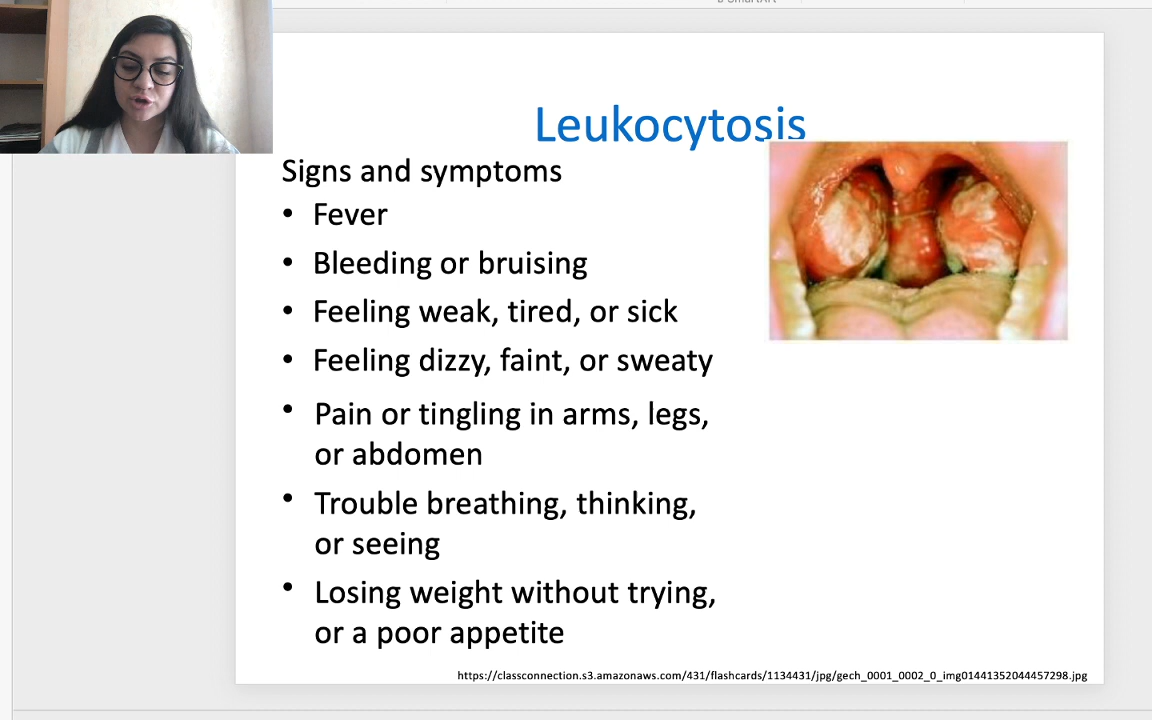 Leukocytosis
Signs and symptoms
• Fever
• Bleeding or bruising
• Feeling weak, tired, or sick
• Feeling dizzy, faint, or sweaty
• Pain or tingling in arms, legs,
or abdomen
• Trouble breathing, thinking,
or seeing
• Losing weight without trying,
or a poor appetite
https://classconnection.s3.amazonaws.com/431/flashcards/1134431/jpg/gech_0001_0002_0_img01441352044457298.jpg